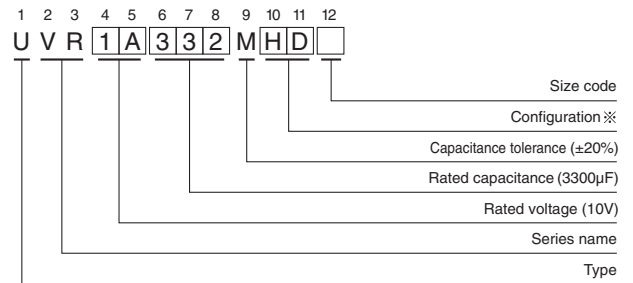 1 2 3 4 5 6 7 8 9 10 11 12
U V R 1 A 3 3 2 M H D
Size code
Configuration※
Capacitance tolerance (±20%)
Rated capacitance (3300µF)
Rated voltage (10V)
Series name
Type